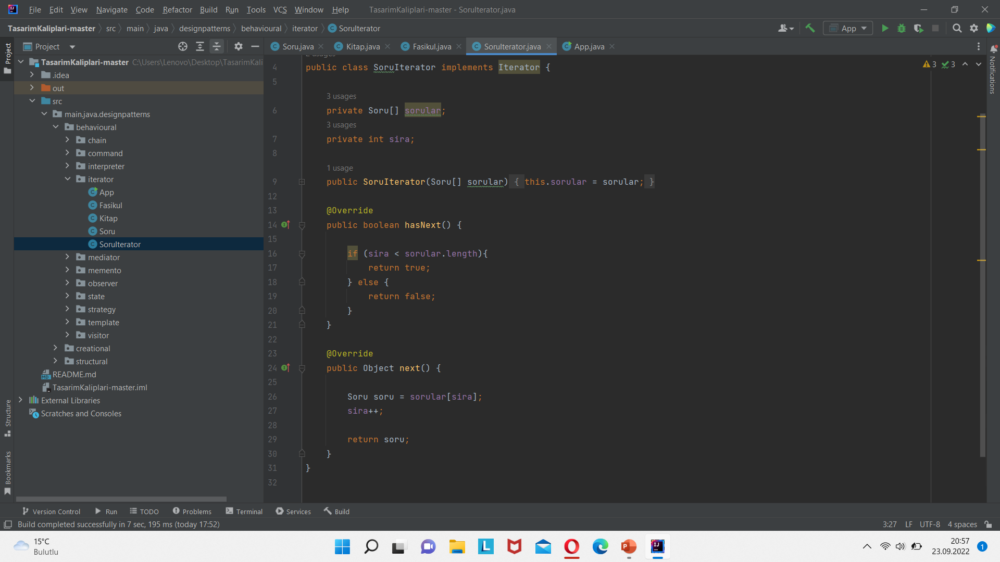 File Edit View Navigate Code Refactor Build Run Tools VCS Window Help TasarimKaliplari-master - SoruIterator.java
TasarimKaliplari-master src main java designpatterns behavioural iterator SoruIterator App
Project
Project
Soru.java Kitap.java Fasikul.java SoruIterator.java App.java
Notifications
TasarimKaliplari-master C:\Users\Lenovo\Desktop\TasarimKali
.idea
out
src
main.java.designpatterns
behavioural
chain
command
interpreter
iterator
App
Fasikul
Kitap
Soru
SoruIterator
mediator
memento
observer
state
strategy
template
visitor
creational
structural
README.md
TasarimKaliplari-master.iml
External Libraries
Scratches and Consoles
Structure
Bookmarks
2 usages
3 3
4 public class SoruIterator implements Iterator {
5
3 usages
6 private Soru[] sorular;
3 usages
7 private int sira;
8
1 usage
9 public SoruIterator(Soru[] sorular) { this.sorular = sorular; }
12
13 @Override
14 public boolean hasNext() {
15
16 if (sira < sorular.length){
17 return true;
18 } else {
19 return false;
20 }
21 }
22
23 @Override
24 public Object next() {
25
26 Soru soru = sorular[sira];
27 sira++;
28
29 return soru;
30 }
31 }
32
Version Control Run TODO Problems Terminal Services Build
Build completed successfully in 7 sec, 195 ms (today 17:52) 3:27 LF UTF-8 4 spaces
15°C
Bulutlu
20:57
23.09.2022
1